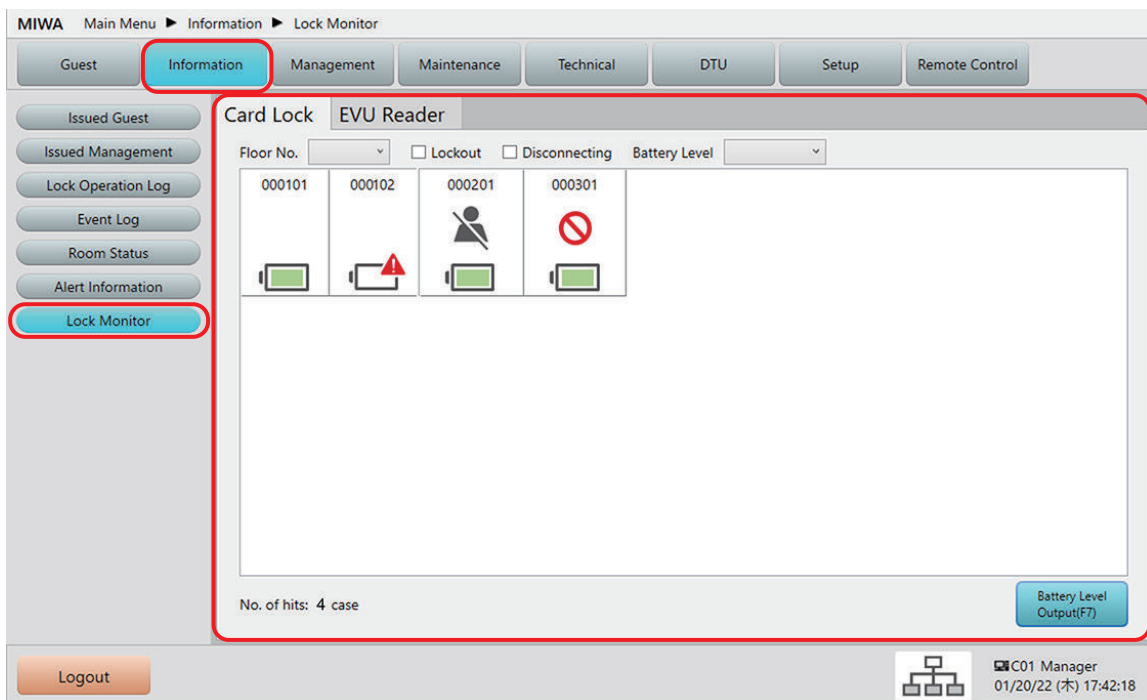 MIWA Main Menu ▶ Information ▶ Lock Monitor
Guest Information Management Maintenance Technical DTU Setup Remote Control
Issued Guest
Issued Management
Lock Operation Log
Event Log
Room Status
Alert Information
Lock Monitor
Card Lock EVU Reader
Floor No. Lockout Disconnecting Battery Level
000101 000102 000201 000301
No. of hits: 4 case
Battery Level
Output(F7)
Logout
C01 Manager
01/20/22 (木) 17:42:18